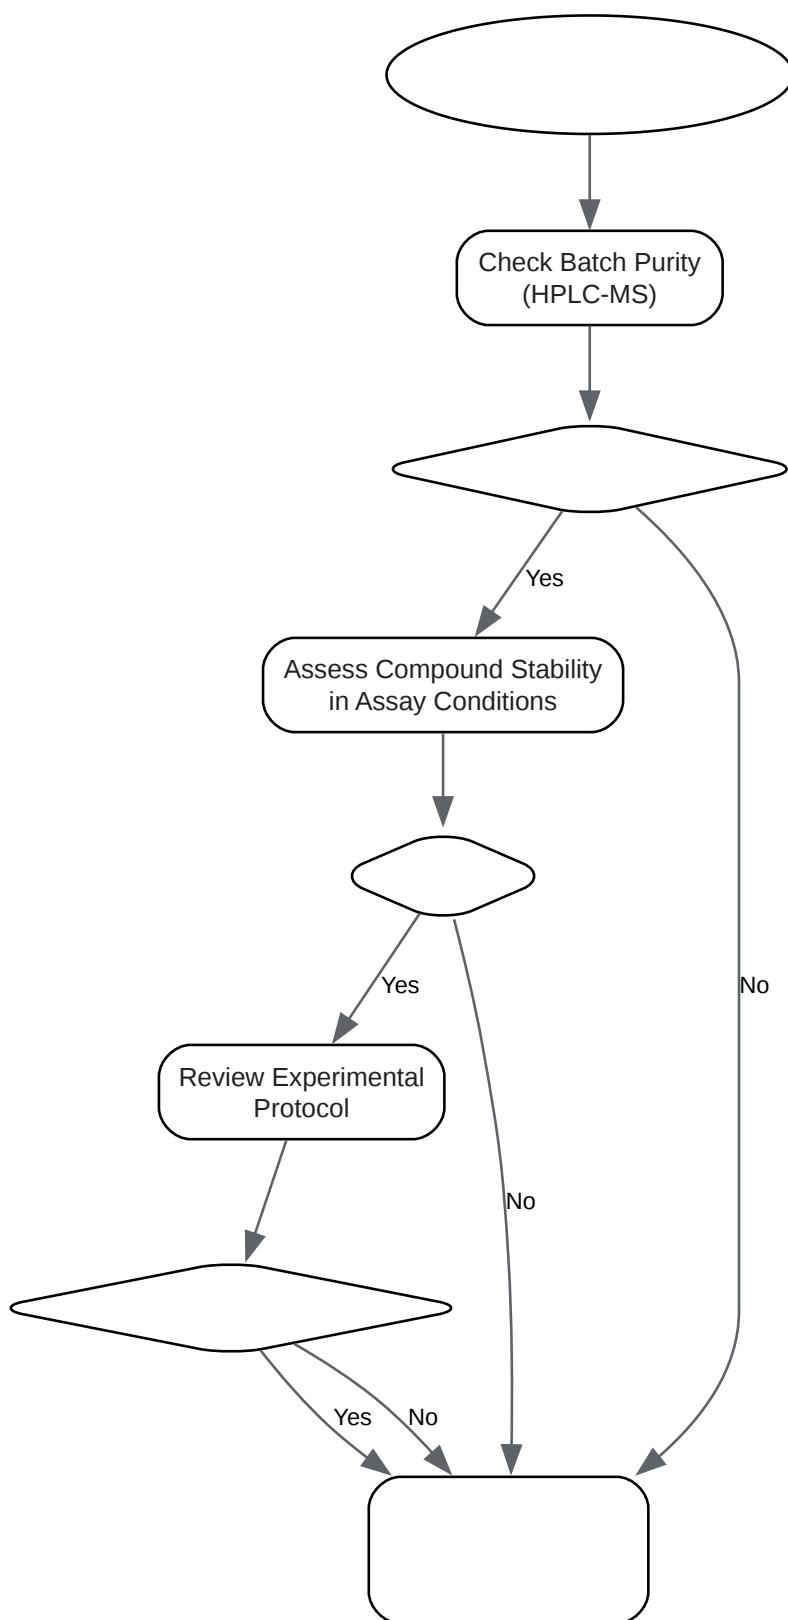 Check Batch Purity
(HPLC-MS)
Yes
Assess Compound Stability
in Assay Conditions
Yes
No
Review Experimental
Protocol
No
Yes
No